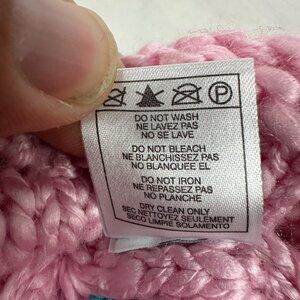 P
DO NOT WASH
NE LAVEZ PAS
NO SE LAVE
DO NOT BLEACH
NE BLANCHISSEZ PAS
NO BLANQUEE EL
DO NOT IRON
NE REPASSEZ PAS
NO PLANCHE
DRY CLEAN ONLY
SEC NETTOYEZ SEULEMENT
SECO LIMPIE SOLAMENTO